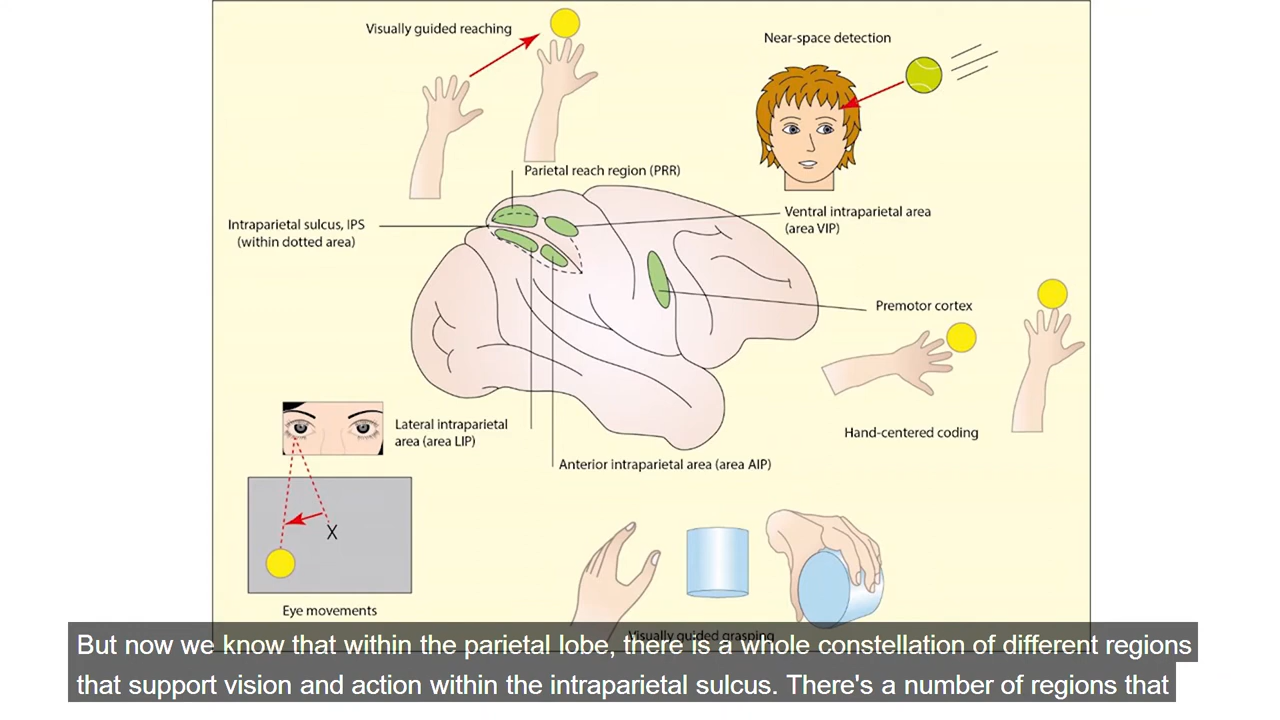 Visually guided reaching
Near-space detection
Parietal reach region (PRR)
Intraparietal sulcus, IPS
(within dotted area)
Ventral intraparietal area
(area VIP)
Premotor cortex
Lateral intraparietal
area (area LIP)
Hand-centered coding
Anterior intraparietal area (area AIP)
X
Eye movements
Visually guided grasping
But now we know that within the parietal lobe, there is a whole constellation of different regions
that support vision and action within the intraparietal sulcus. There's a number of regions that